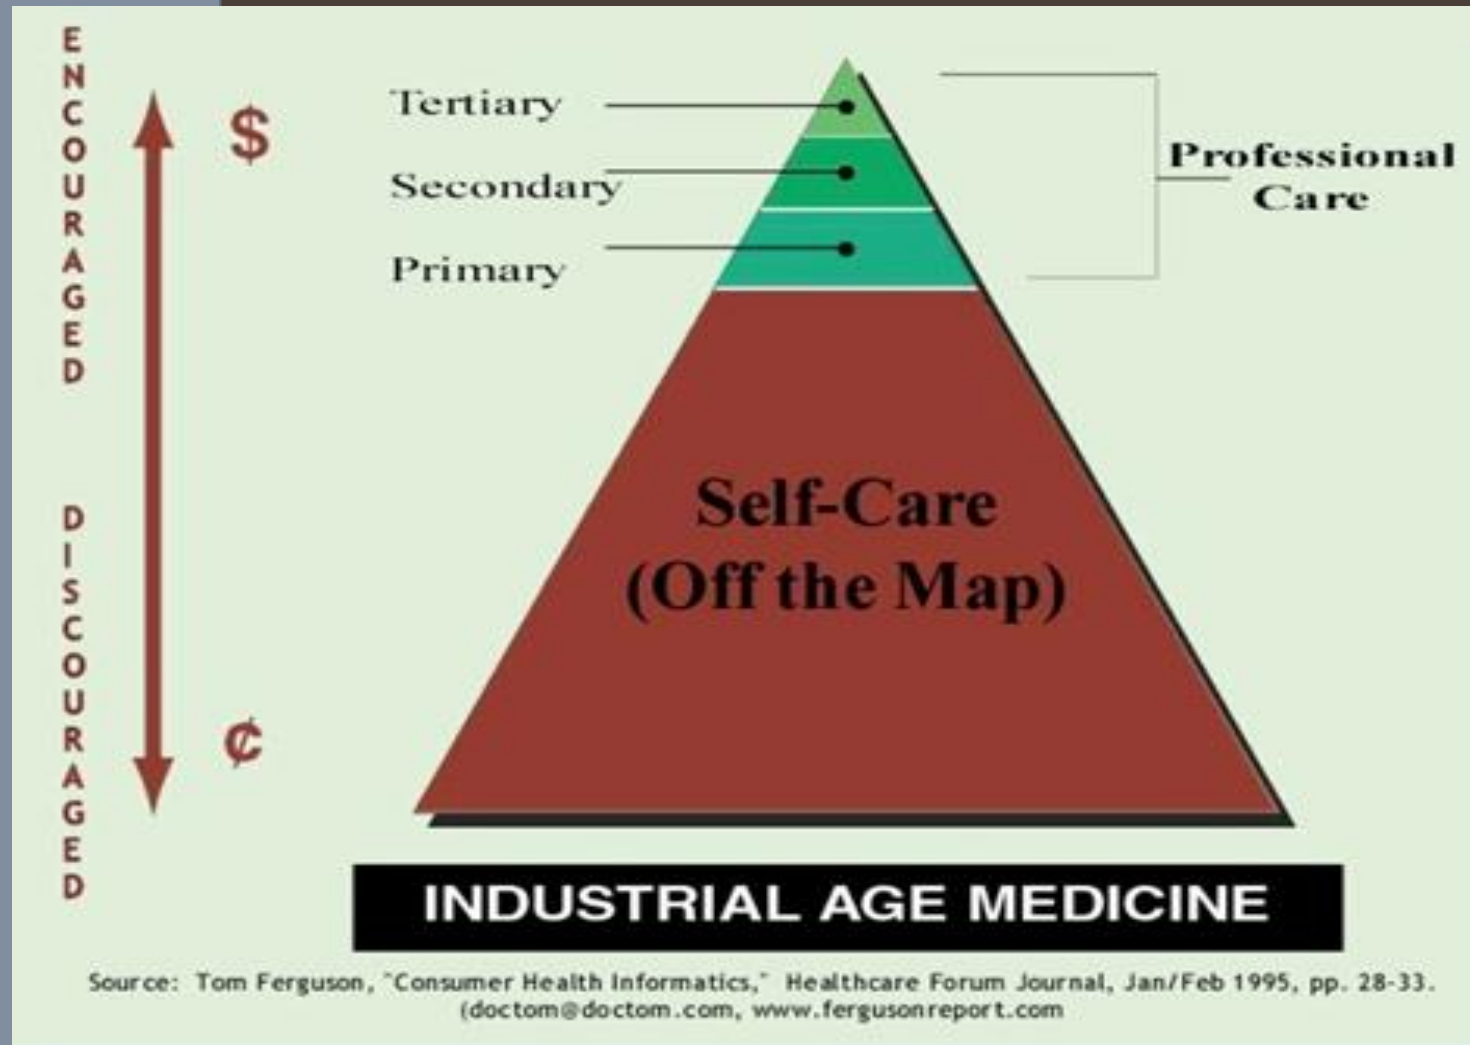 ENCOURAGED
DISCOURAGED
$
¢
Tertiary
Secondary
Primary
Professional
Care
Self-Care
(Off the Map)
INDUSTRIAL AGE MEDICINE
Source: Tom Ferguson, "Consumer Health Informatics," Healthcare Forum Journal, Jan/Feb 1995, pp. 28-33.
(doctom@doctom.com, www.fergusonreport.com